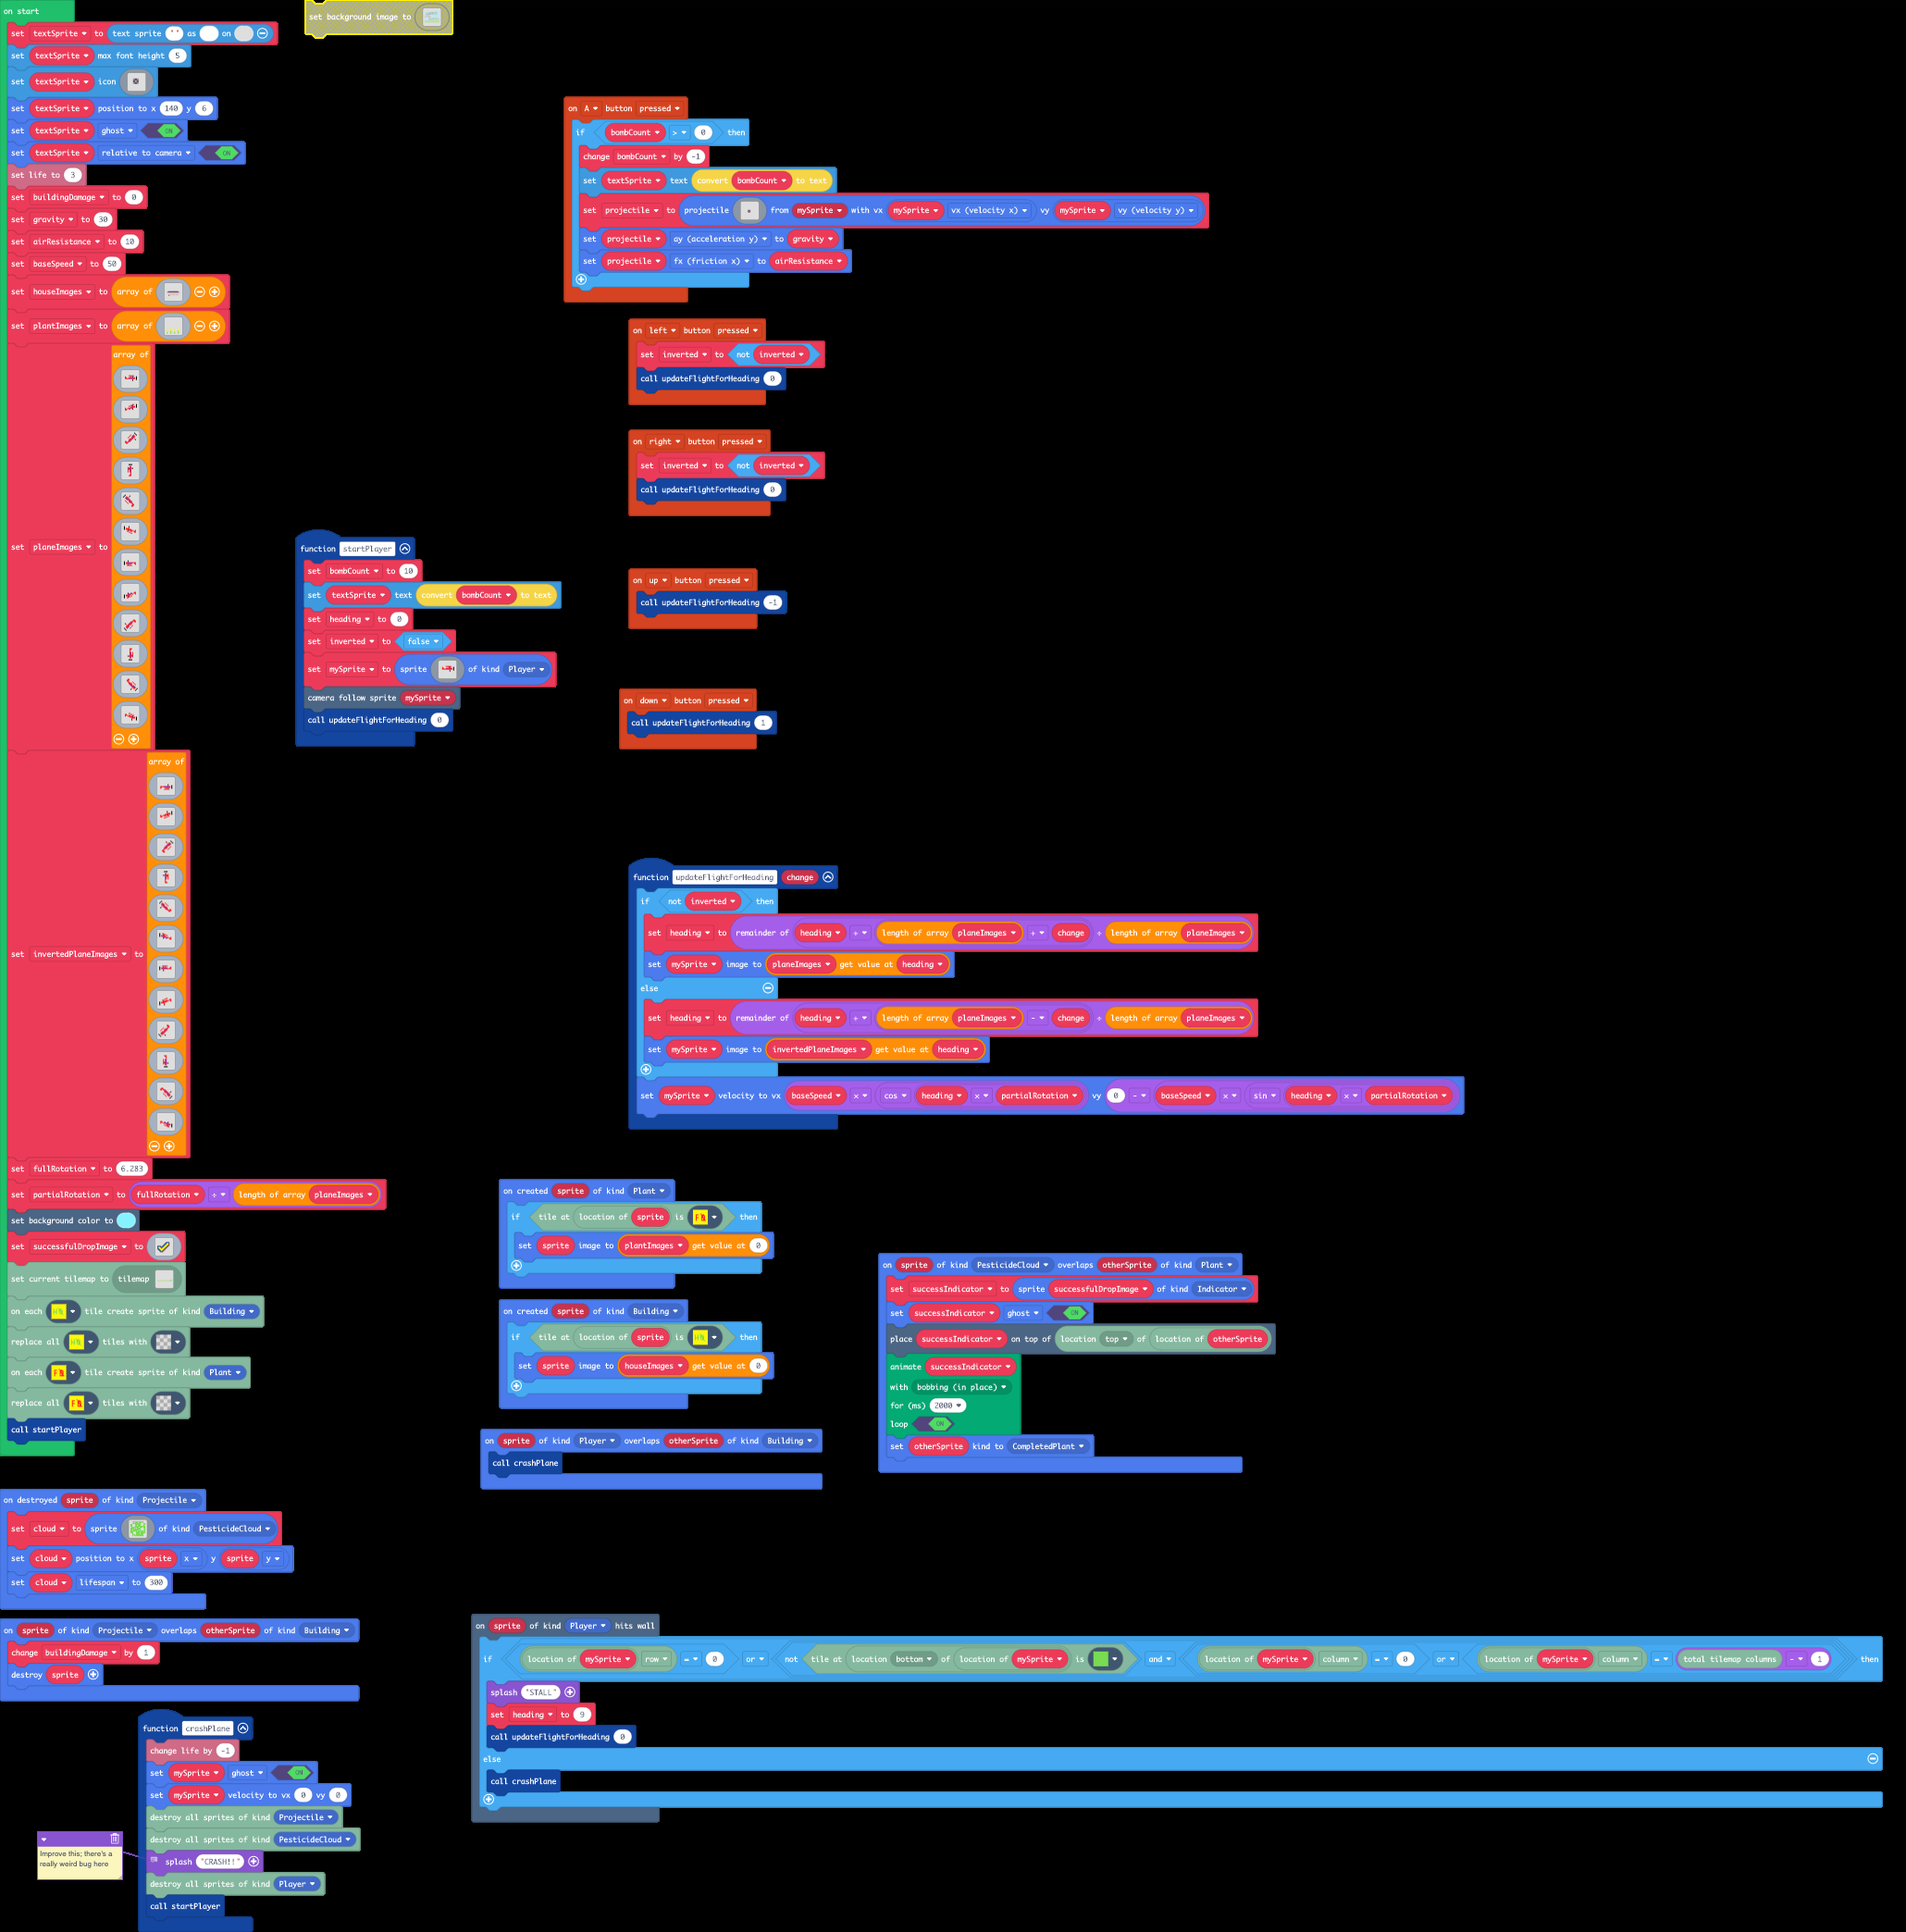 on start
set textSprite to text sprite " " as on
set textSprite max font height 5
set textSprite icon
set textSprite position to x 140 y 6
set textSprite ghost ON
set textSprite relative to camera ON
set life to 3
set buildingDamage to 0
set gravity to 30
set airResistance to 10
set baseSpeed to 50
set houseImages to array of
set plantImages to array of
set planeImages to array of
set invertedPlaneImages to array of
set fullRotation to 6.283
set partialRotation to fullRotation ÷ length of array planeImages
set background color to
set successfulDropImage to
set current tilemap to tilemap
on each tile create sprite of kind Building
replace all tiles with
on each tile create sprite of kind Plant
replace all tiles with
call startPlayer
set background image to
on A button pressed
if bombCount > 0 then
change bombCount by -1
set textSprite text convert bombCount to text
set projectile to projectile from mySprite with vx mySprite vx (velocity x) vy mySprite vy (velocity y)
set projectile ay (acceleration y) to gravity
set projectile fx (friction x) to airResistance
on left button pressed
set inverted to not inverted
call updateFlightForHeading 0
on right button pressed
set inverted to not inverted
call updateFlightForHeading 0
function startPlayer
set bombCount to 10
set textSprite text convert bombCount to text
set heading to 0
set inverted to false
set mySprite to sprite of kind Player
camera follow sprite mySprite
call updateFlightForHeading 0
on up button pressed
call updateFlightForHeading -1
on down button pressed
call updateFlightForHeading 1
function updateFlightForHeading change
if not inverted then
set heading to remainder of heading + length of array planeImages + change ÷ length of array planeImages
set mySprite image to planeImages get value at heading
else
set heading to remainder of heading + length of array planeImages - change ÷ length of array planeImages
set mySprite image to invertedPlaneImages get value at heading
set mySprite velocity to vx baseSpeed × cos heading × partialRotation vy 0 - baseSpeed × sin heading × partialRotation
on created sprite of kind Plant
if tile at location of sprite is then
set sprite image to plantImages get value at 0
on created sprite of kind Building
if tile at location of sprite is then
set sprite image to houseImages get value at 0
on sprite of kind Player overlaps otherSprite of kind Building
call crashPlane
on sprite of kind PesticideCloud overlaps otherSprite of kind Plant
set successIndicator to sprite successfulDropImage of kind Indicator
set successIndicator ghost ON
place successIndicator on top of location top of location of otherSprite
animate successIndicator
with bobbing (in place)
for (ms) 2000
loop ON
set otherSprite kind to CompletedPlant
on destroyed sprite of kind Projectile
set cloud to sprite of kind PesticideCloud
set cloud position to x sprite x y sprite y
set cloud lifespan to 300
on sprite of kind Projectile overlaps otherSprite of kind Building
change buildingDamage by 1
destroy sprite
function crashPlane
change life by -1
set mySprite ghost ON
set mySprite velocity to vx 0 vy 0
destroy all sprites of kind Projectile
destroy all sprites of kind PesticideCloud
splash "CRASH!!"
destroy all sprites of kind Player
call startPlayer
Improve this; there's a
really weird bug here
on sprite of kind Player hits wall
if location of mySprite row = 0 or not tile at location bottom of location of mySprite is and location of mySprite column = 0 or location of mySprite column = total tilemap columns - 1 then
splash "STALL"
set heading to 9
call updateFlightForHeading 0
else
call crashPlane